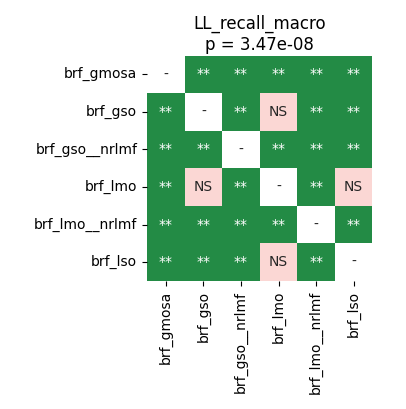 LL_recall_macro
p = 3.47e-08
brf_gmosa - ** ** ** ** **
brf_gso ** - ** NS ** **
brf_gso__nrlmf ** ** - ** ** **
brf_lmo ** NS ** - ** NS
brf_lmo__nrlmf ** ** ** ** - **
brf_lso ** ** ** NS ** -
brf_gmosa
brf_gso
brf_gso__nrlmf
brf_lmo
brf_lmo__nrlmf
brf_lso